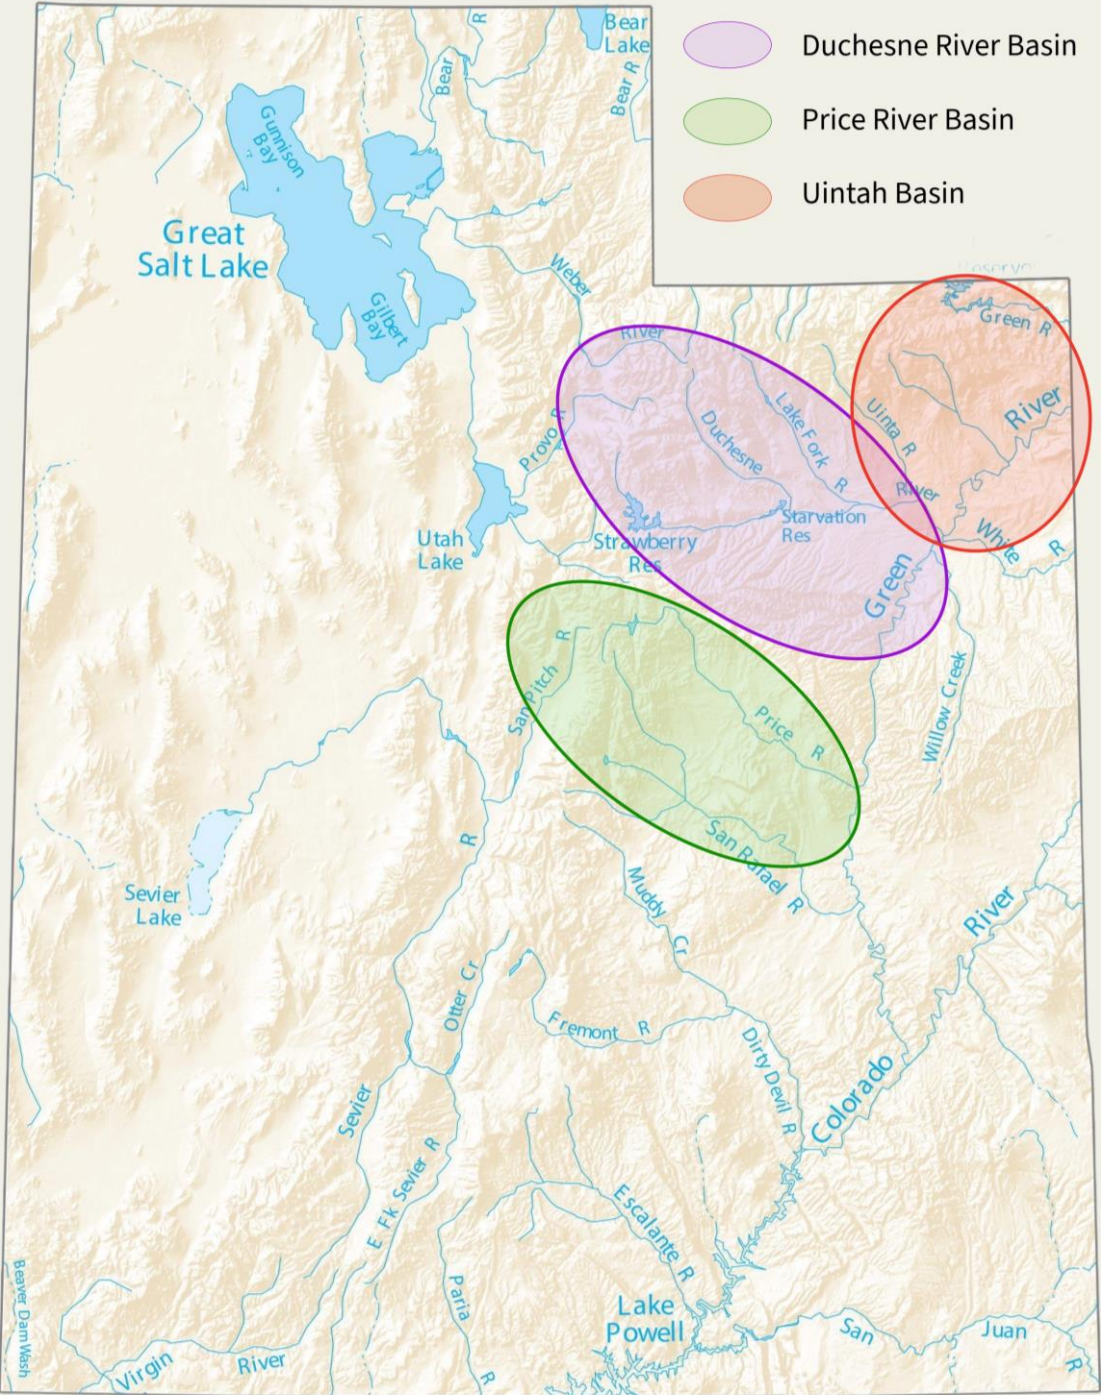 Duchesne River Basin
Price River Basin
Uintah Basin
R
Bear
Lake
Bear
Bear R
Gunnison
Bay
Great
Salt Lake
Gilbert
Bay
Weber
River
Green R
River
Provo R
Duchesne
Lake Fork R
Uinta R
River
Starvation
Res
Strawberry
Res
Utah
Lake
White R
Green
San Pitch R
Price R
Willow Creek
San Rafael R
R
Sevier
Lake
Muddy Cr
River
Otter Cr
Fremont R
Dirty Devil R
Colorado
Sevier
E Fk Sevier R
Escalante R
Beaver Dam Wash
Paria R
Lake
Powell
San Juan R
Virgin River